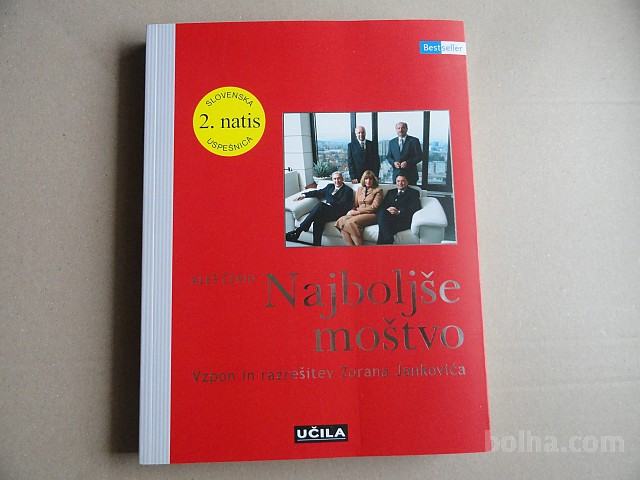 Bestseller
SLOVENSKA
2. natis
USPEŠNICA
Najboljše
moštvo
Vzpon in razrešitev Zorana Jankovića
UČILA
bolha.com